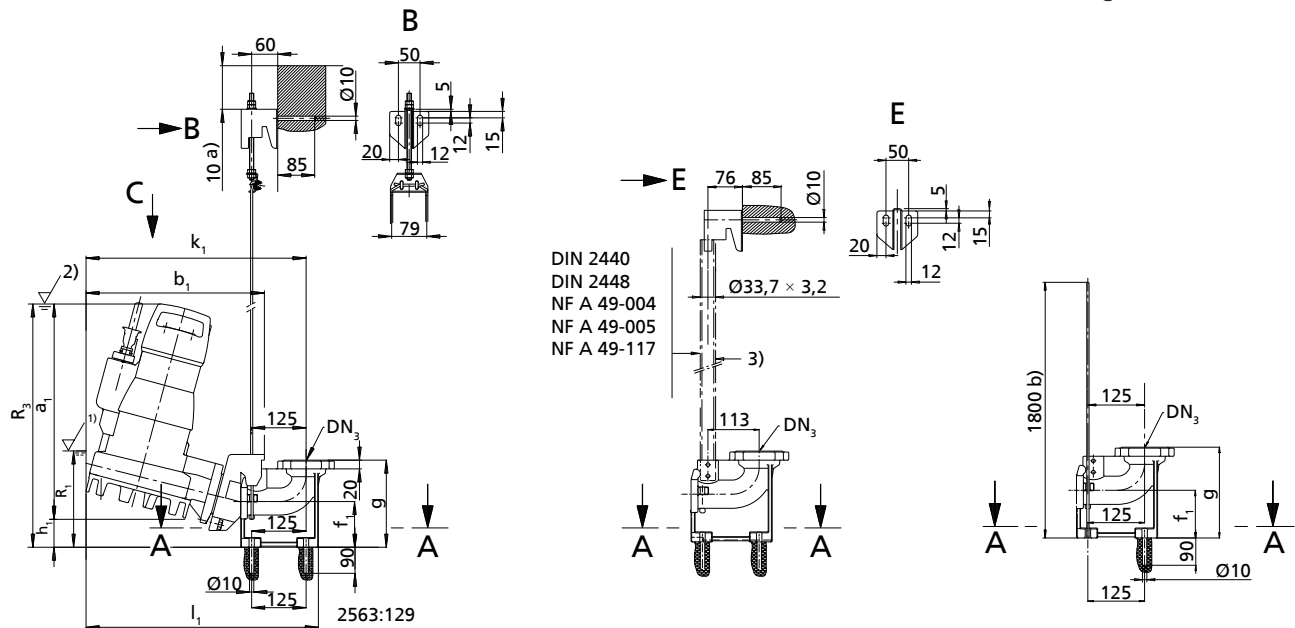 B
60
50
Ø10
5
B
10 a)
85
20
12
12
15
79
C
k₁
b₁
2)
R₃
a₁
1)
R₁
h₁
125
DN₃
20
g
f₁
A
A
125
90
Ø10
125
l₁
2563:129
E
E
76
85
Ø10
50
5
20
12
12
15
DIN 2440
DIN 2448
NF A 49-004
NF A 49-005
NF A 49-117
Ø33,7 × 3,2
3)
113
DN₃
A
A
1800 b)
125
DN₃
g
f₁
A
A
125
90
Ø10
125